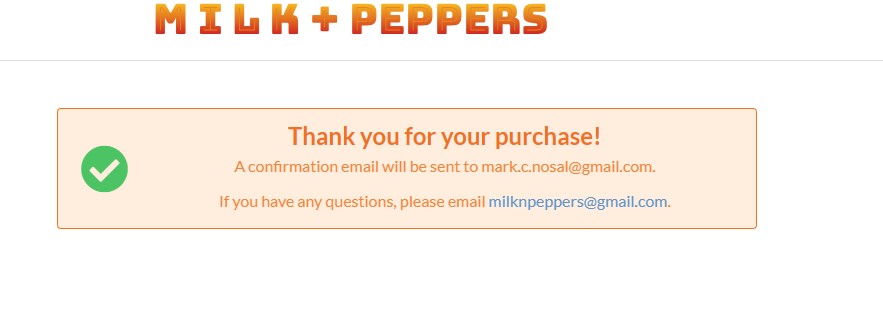 MILK + PEPPERS
Thank you for your purchase!
A confirmation email will be sent to mark.c.nosal@gmail.com.
If you have any questions, please email milknpeppers@gmail.com.